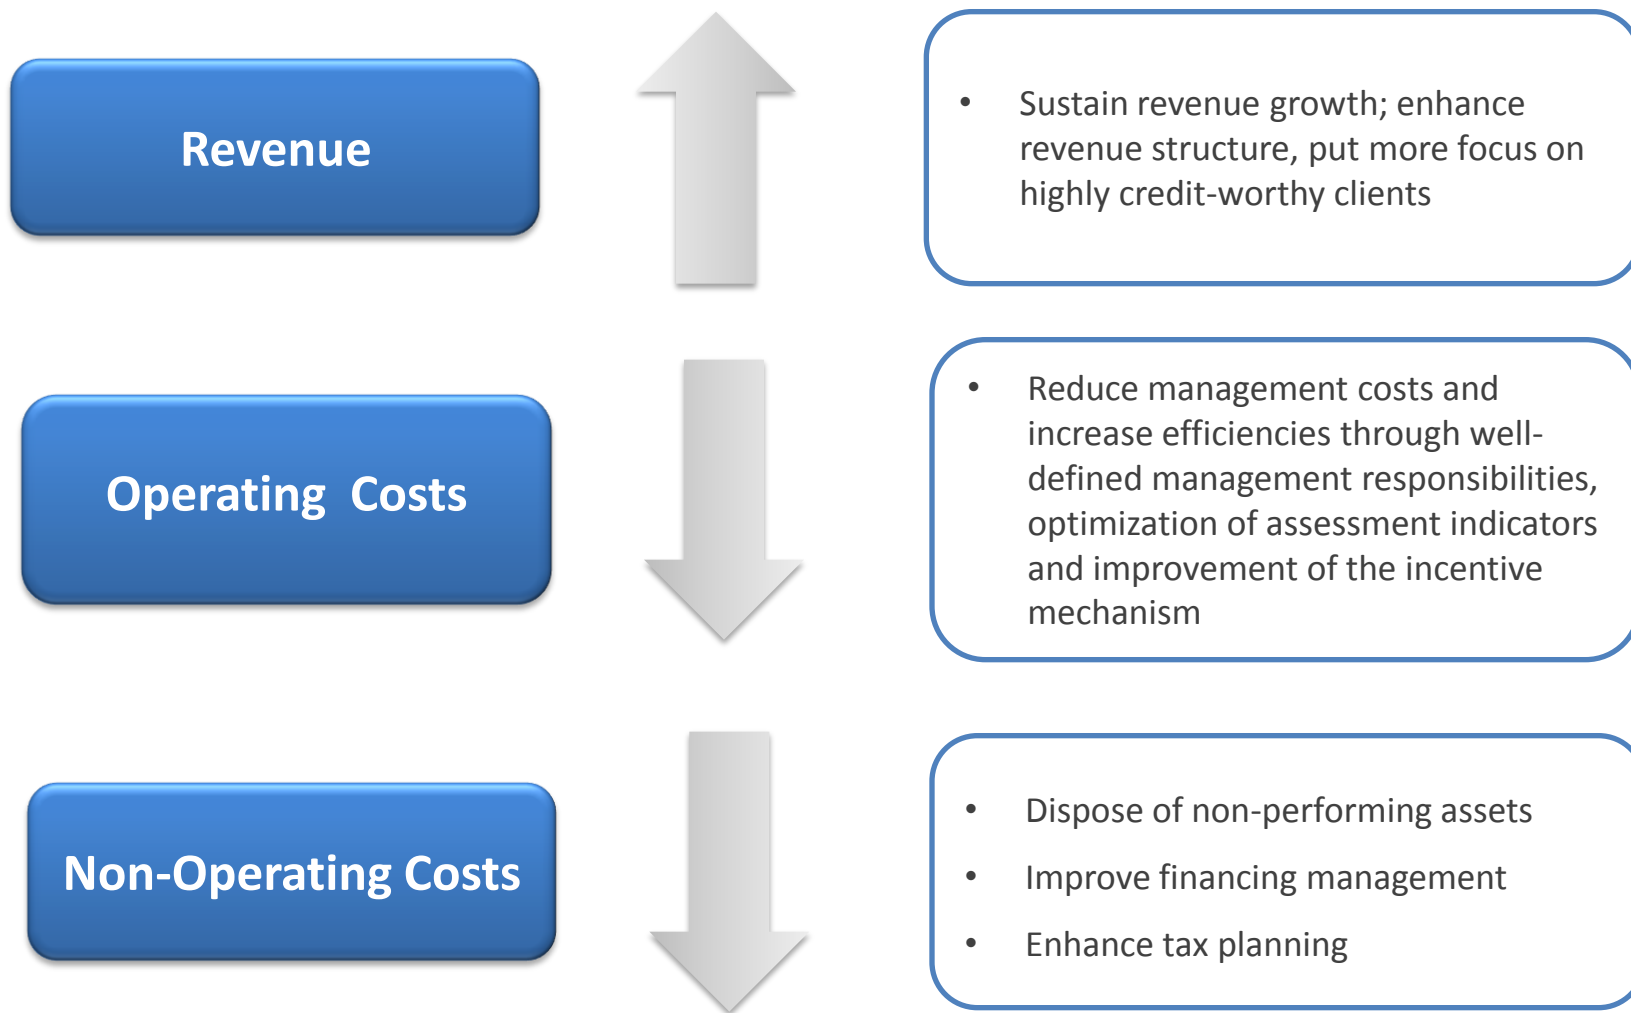 Revenue
• Sustain revenue growth; enhance
revenue structure, put more focus on
highly credit-worthy clients
Operating  Costs
• Reduce management costs and
increase efficiencies through well-
defined management responsibilities,
optimization of assessment indicators
and improvement of the incentive
mechanism
Non-Operating Costs
• Dispose of non-performing assets
• Improve financing management
• Enhance tax planning